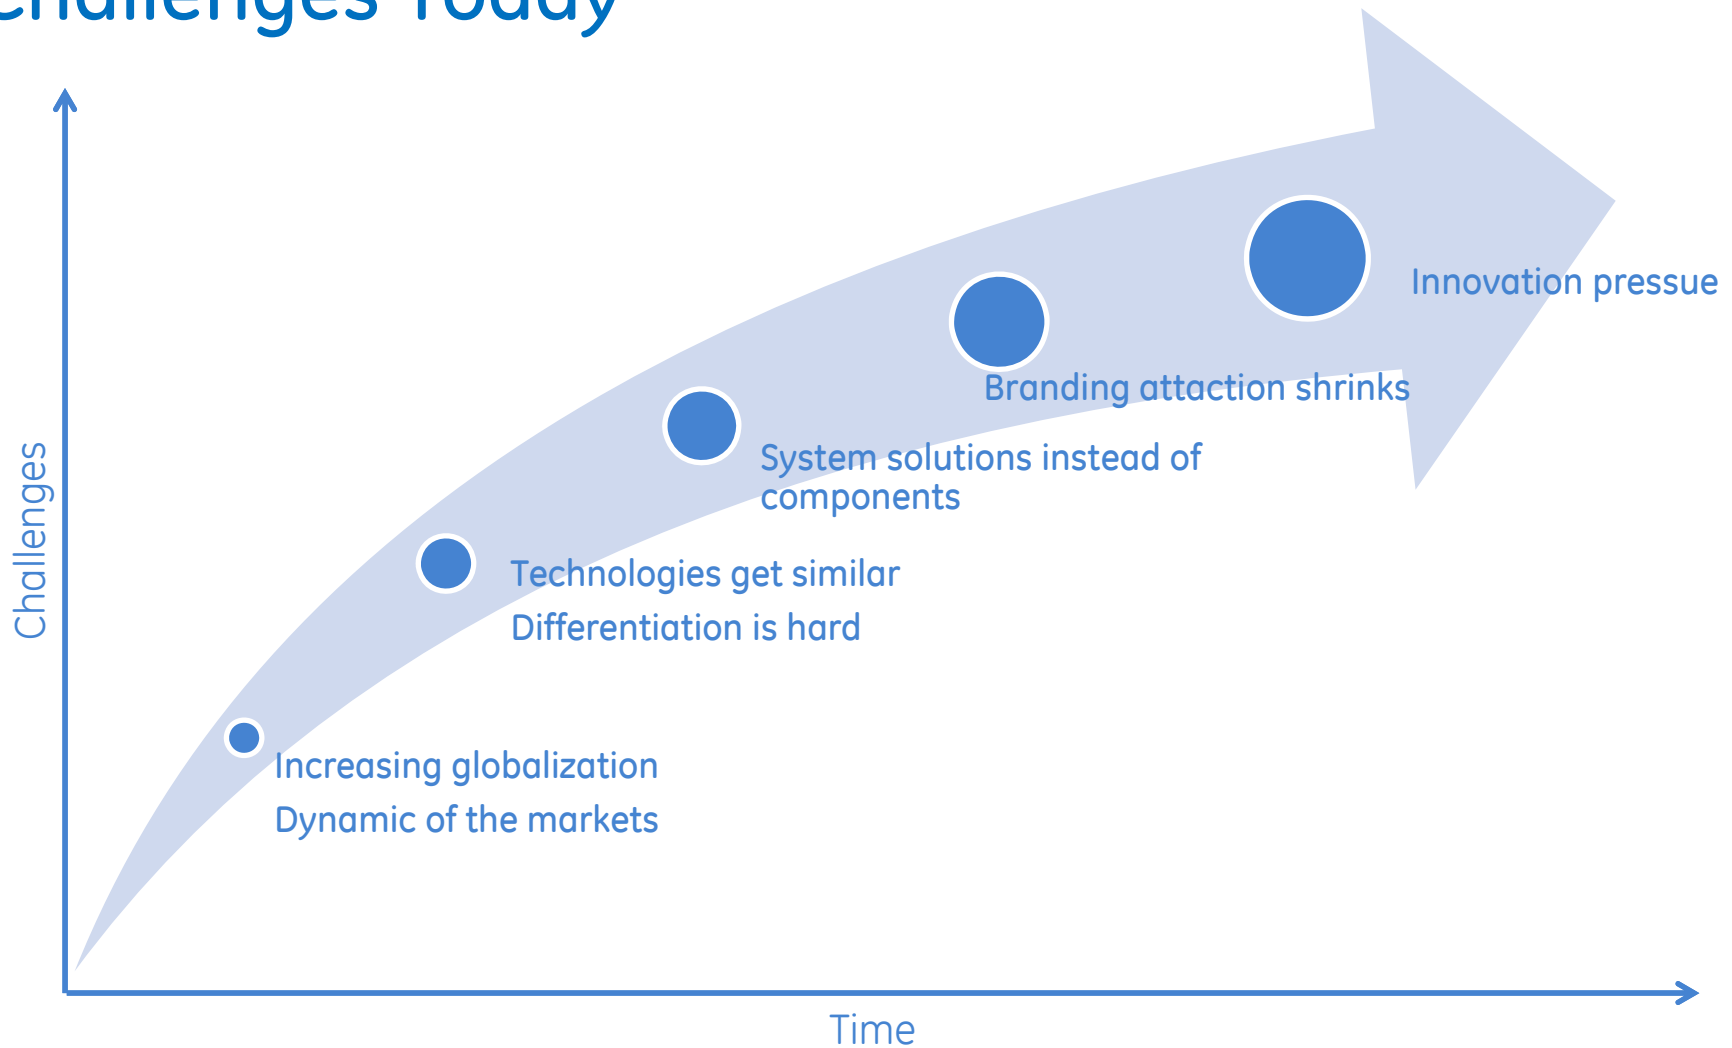 Challenges Today
Challenges
Innovation pressue
Branding attaction shrinks
System solutions instead of
components
Technologies get similar
Differentiation is hard
Increasing globalization
Dynamic of the markets
Time